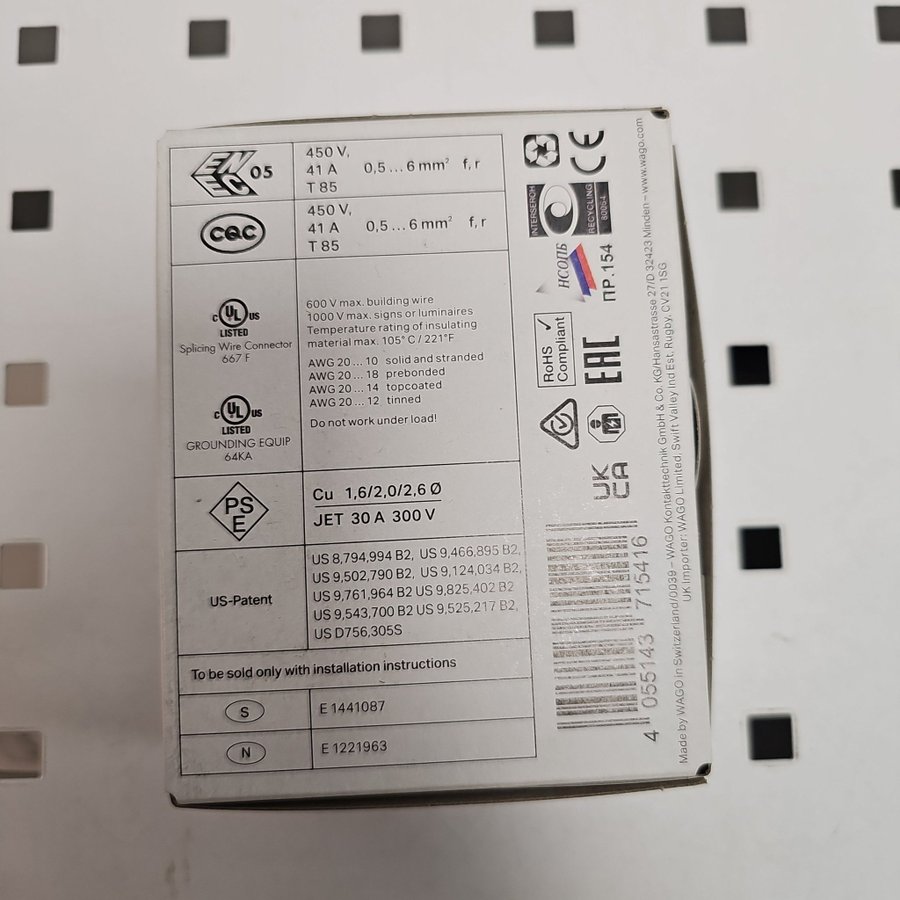 ENEC 05
450 V,
41 A 0,5 ... 6 mm² f, r
T 85
CQC
450 V,
41 A 0,5 ... 6 mm² f, r
T 85
c UL US
LISTED
Splicing Wire Connector
667 F
c UL US
LISTED
GROUNDING EQUIP
64KA
600 V max. building wire
1000 V max. signs or luminaires
Temperature rating of insulating
material max. 105° C / 221°F
AWG 20 ... 10 solid and stranded
AWG 20 ... 18 prebonded
AWG 20 ... 14 topcoated
AWG 20 ... 12 tinned
Do not work under load!
PS
E
Cu 1,6/2,0/2,6 Ø
JET 30 A 300 V
US-Patent
US 8,794,994 B2, US 9,466,895 B2,
US 9,502,790 B2, US 9,124,034 B2,
US 9,761,964 B2 US 9,825,402 B2
US 9,543,700 B2 US 9,525,217 B2,
US D756,305S
To be sold only with installation instructions
S
E 1441087
N
E 1221963
CE
INTERSEROH
RECYCLING
80054
НСОПБ
ПР.154
RoHS
Compliant
EAC
UK
CA
4 055143 715416
Made by WAGO in Switzerland/0039 – WAGO Kontakttechnik GmbH & Co. KG/Hansastrasse 27/D 32423 Minden – www.wago.com
UK Importer: WAGO Limited, Swift Valley Ind Est, Rugby, CV21 1SG